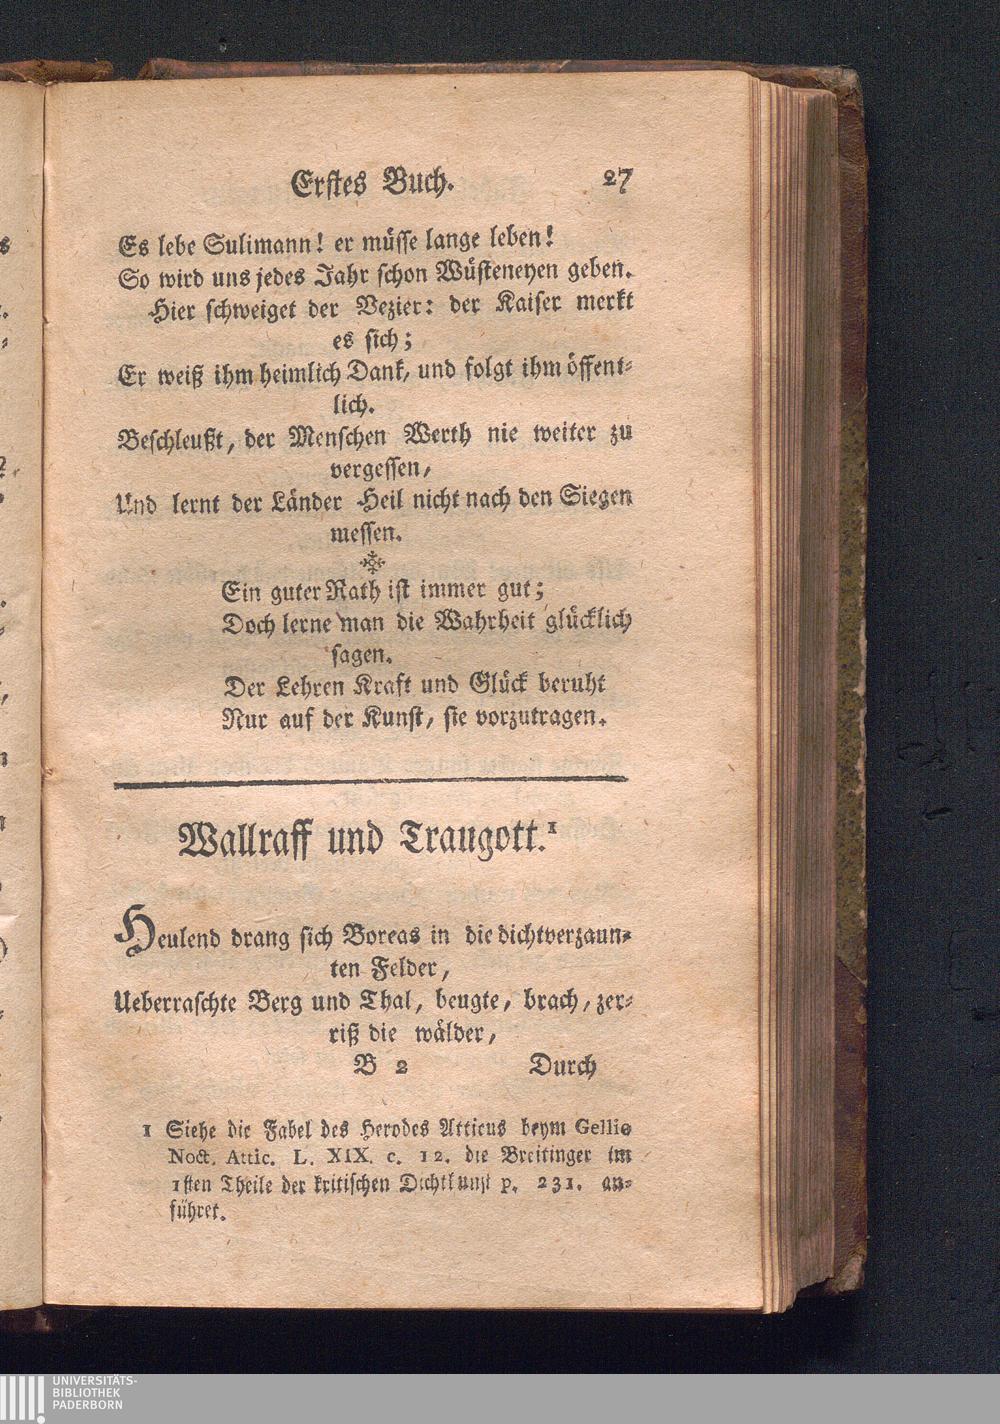 Erstes Buch. 27
Es lebe Sulimann! er müsse lange leben!
So wird uns jedes Jahr schon Wüsteneyen geben.
Hier schweiget der Vezier: der Kaiser merkt
es sich;
Er weiß ihm heimlich Dank, und folgt ihm öffent-
lich.
Beschleußt, der Menschen Werth nie weiter zu
vergessen,
Und lernt der Länder Heil nicht nach den Siegen
messen.
Ein guter Rath ist immer gut;
Doch lerne man die Wahrheit glücklich
sagen.
Der Lehren Kraft und Glück beruht
Nur auf der Kunst, sie vorzutragen.
Wallraff und Traugott.¹
Heulend drang sich Boreas in die dichtverzaun-
ten Felder,
Ueberraschte Berg und Thal, beugte, brach, zer-
riß die wälder,
B 2 Durch
1 Siehe die Fabel des Herodes Atticus beym Gellio
Noct. Attic. L. XIX. c. 12. die Breitinger im
1sten Theile der kritischen Dichtkunst p. 231. an-
führet.
UNIVERSITÄTS-
BIBLIOTHEK
PADERBORN